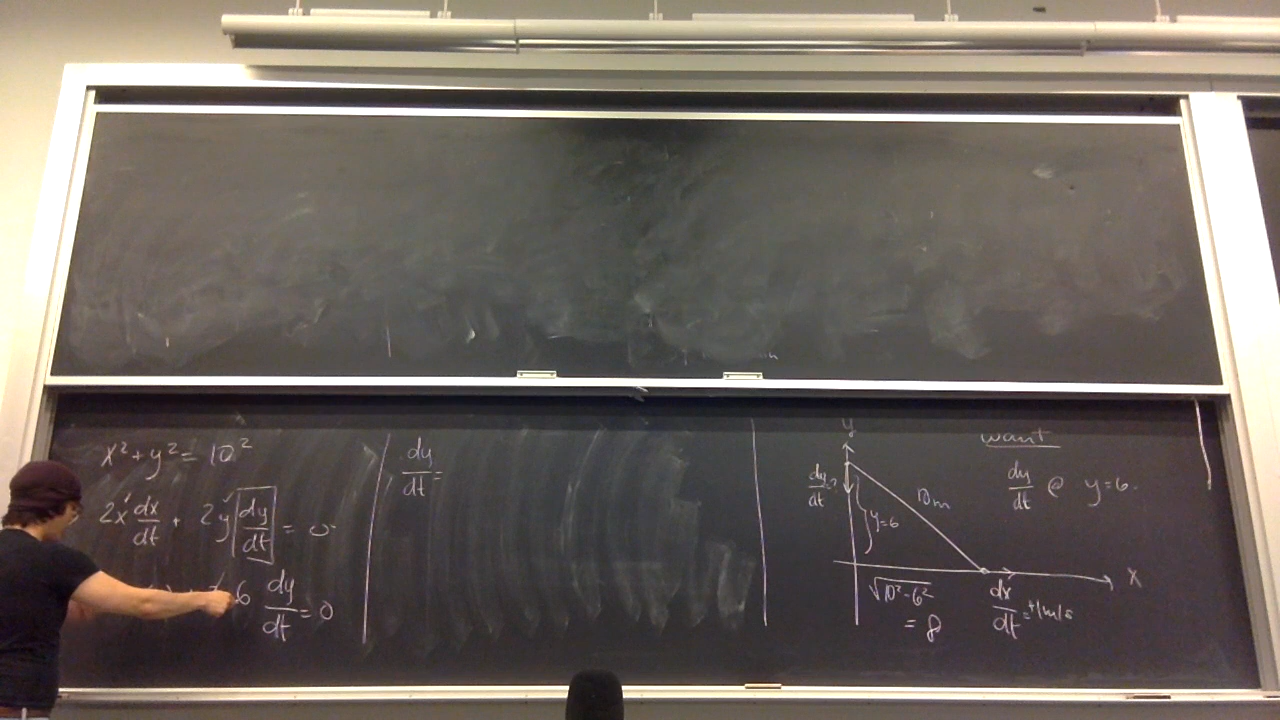 x² + y² = 10²
2x dx/dt + 2y dy/dt = 0
6 dy/dt = 0
dy/dt =
y
dy/dt = ?
y=6
10m
x
√10²-6²
= 8
dx/dt = +1m/s
want
dy/dt @ y=6.